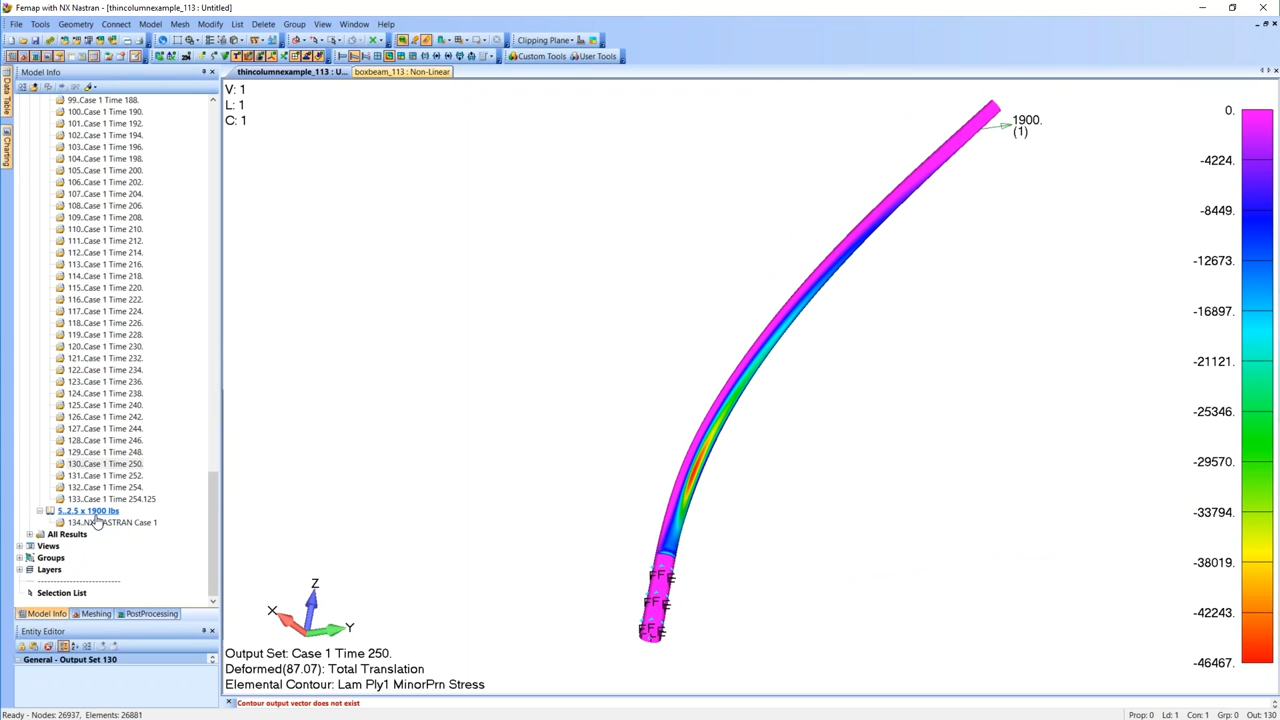 Femap with NX Nastran - [thincolumnexample_113 : Untitled]
File Tools Geometry Connect Model Mesh Modify List Delete Group View Window Help
Clipping Plane
Custom Tools User Tools
Model Info
thincolumnexample_113 : U...
boxbeam_113 : Non-Linear
Data Table
Charting
99..Case 1 Time 188.
100..Case 1 Time 190.
101..Case 1 Time 192.
102..Case 1 Time 194.
103..Case 1 Time 196.
104..Case 1 Time 198.
105..Case 1 Time 200.
106..Case 1 Time 202.
107..Case 1 Time 204.
108..Case 1 Time 206.
109..Case 1 Time 208.
110..Case 1 Time 210.
111..Case 1 Time 212.
112..Case 1 Time 214.
113..Case 1 Time 216.
114..Case 1 Time 218.
115..Case 1 Time 220.
116..Case 1 Time 222.
117..Case 1 Time 224.
118..Case 1 Time 226.
119..Case 1 Time 228.
120..Case 1 Time 230.
121..Case 1 Time 232.
122..Case 1 Time 234.
123..Case 1 Time 236.
124..Case 1 Time 238.
125..Case 1 Time 240.
126..Case 1 Time 242.
127..Case 1 Time 244.
128..Case 1 Time 246.
129..Case 1 Time 248.
130..Case 1 Time 250.
131..Case 1 Time 252.
132..Case 1 Time 254.
133..Case 1 Time 254.125
5..2.5 x 1900 lbs
134..NX NASTRAN Case 1
All Results
Views
Groups
Layers
Selection List
Model Info Meshing PostProcessing
Entity Editor
General - Output Set 130
V: 1
L: 1
C: 1
1900.
(1)
0.
-4224.
-8449.
-12673.
-16897.
-21121.
-25346.
-29570.
-33794.
-38019.
-42243.
-46467.
X
Y
Z
Output Set: Case 1 Time 250.
Deformed(87.07): Total Translation
Elemental Contour: Lam Ply1 MinorPrn Stress
Contour output vector does not exist
Ready - Nodes: 26937, Elements: 26881
Prop: 0 Ld: 1 Con: 1 Grp: 0 Out: 130